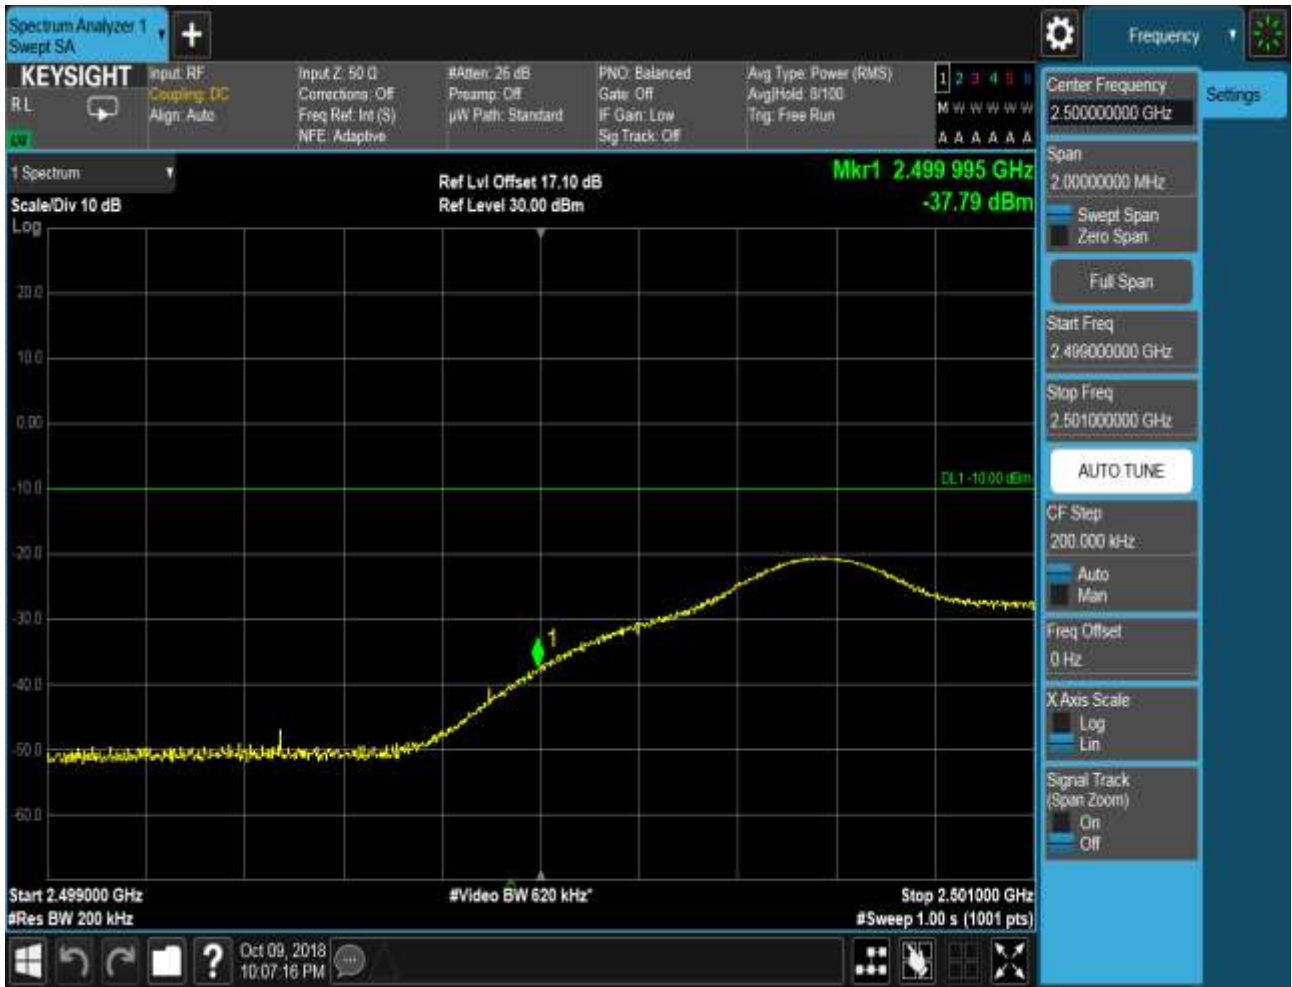 Spectrum Analyzer 1
Swept SA
+
Frequency
KEYSIGHT
RL
Input: RF
Coupling: DC
Align: Auto
Input Z: 50 Ω
Corrections: Off
Freq Ref: Int (S)
NFE: Adaptive
#Atten: 26 dB
Preamp: Off
µW Path: Standard
PNO: Balanced
Gate: Off
IF Gain: Low
Sig Track: Off
Avg Type: Power (RMS)
Avg|Hold: 8/100
Trig: Free Run
1 2 3 4 5 6
M W W W W W
A A A A A A
1 Spectrum
Scale/Div 10 dB
Log
Ref Lvl Offset 17.10 dB
Ref Level 30.00 dBm
Mkr1 2.499 995 GHz
-37.79 dBm
20.0
10.0
0.00
-10.0
-20.0
-30.0
-40.0
-50.0
-60.0
DL1 -10.00 dBm
1
Start 2.499000 GHz
#Res BW 200 kHz
#Video BW 620 kHz*
Stop 2.501000 GHz
#Sweep 1.00 s (1001 pts)
Center Frequency
2.500000000 GHz
Settings
Span
2.00000000 MHz
Swept Span
Zero Span
Full Span
Start Freq
2.499000000 GHz
Stop Freq
2.501000000 GHz
AUTO TUNE
CF Step
200.000 kHz
Auto
Man
Freq Offset
0 Hz
X Axis Scale
Log
Lin
Signal Track
(Span Zoom)
On
Off
?
Oct 09, 2018
10:07:16 PM